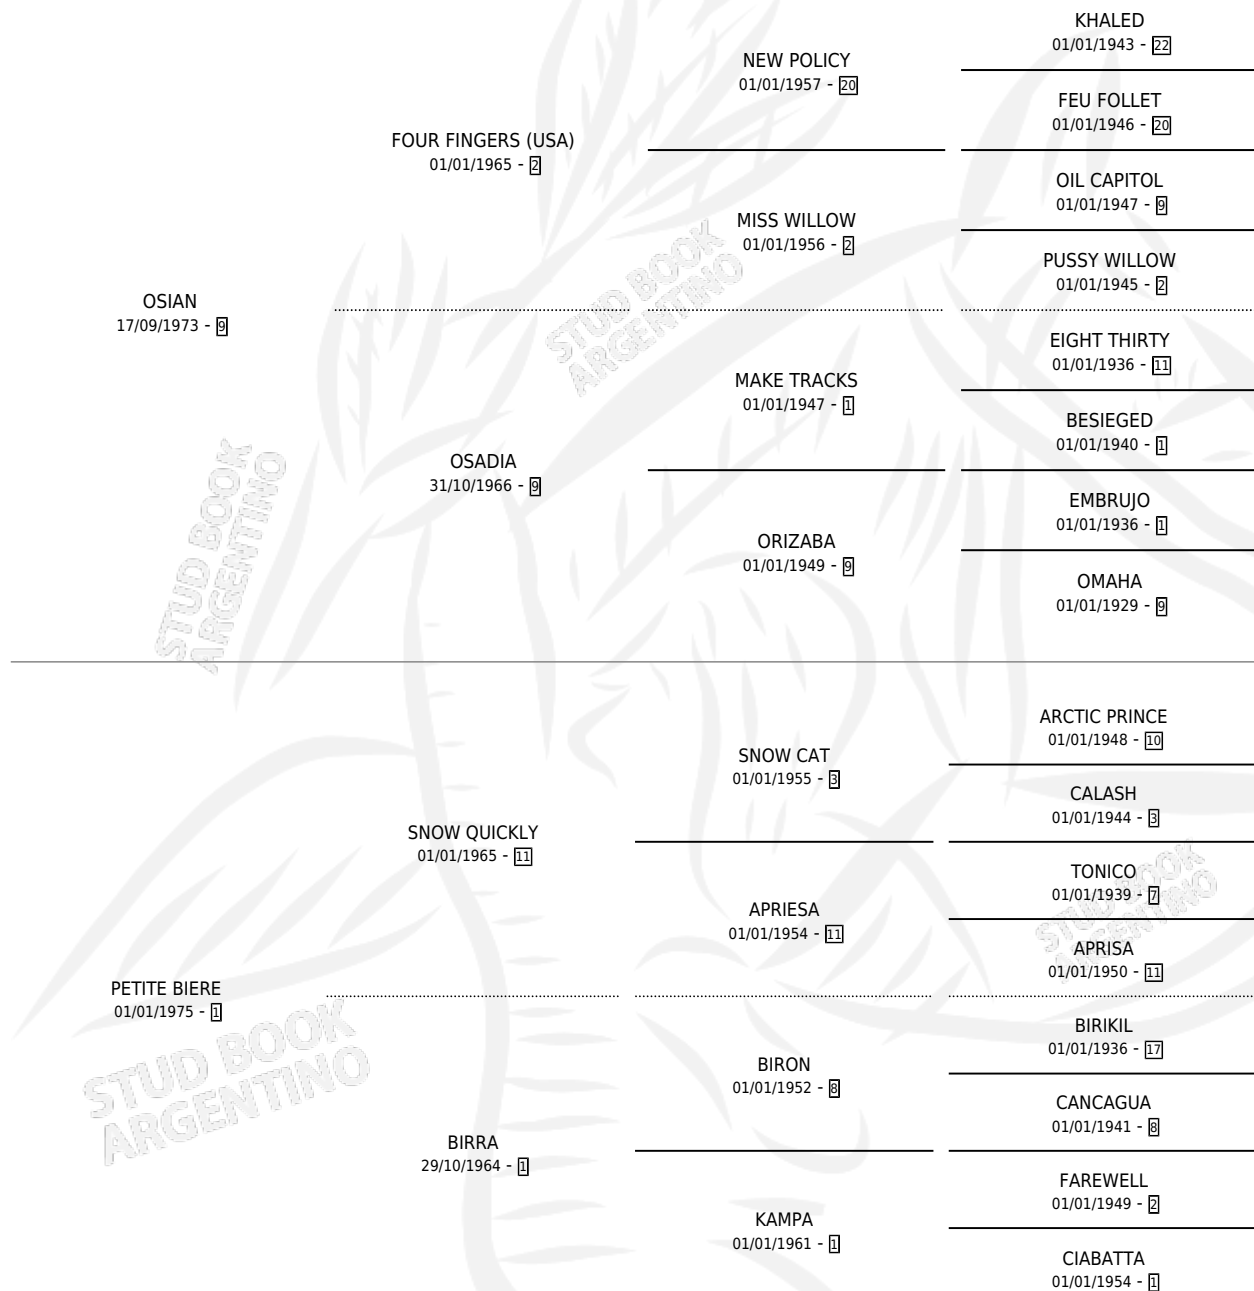 KHALED
01/01/1943 - 22
NEW POLICY
01/01/1957 - 20
FEU FOLLET
01/01/1946 - 20
FOUR FINGERS (USA)
01/01/1965 - 2
OIL CAPITOL
01/01/1947 - 9
MISS WILLOW
01/01/1956 - 2
PUSSY WILLOW
01/01/1945 - 2
STUD BOOK
ARGENTINO
OSIAN
17/09/1973 - 9
EIGHT THIRTY
01/01/1936 - 11
MAKE TRACKS
01/01/1947 - 1
BESIEGED
01/01/1940 - 1
OSADIA
31/10/1966 - 9
EMBRUJO
01/01/1936 - 1
ORIZABA
01/01/1949 - 9
OMAHA
01/01/1929 - 9
STUD BOOK
ARGENTINO
ARCTIC PRINCE
01/01/1948 - 10
SNOW CAT
01/01/1955 - 3
CALASH
01/01/1944 - 3
SNOW QUICKLY
01/01/1965 - 11
TONICO
01/01/1939 - 7
APRIESA
01/01/1954 - 11
APRISA
01/01/1950 - 11
STUD BOOK
ARGENTINO
PETITE BIERE
01/01/1975 - 1
BIRIKIL
01/01/1936 - 17
BIRON
01/01/1952 - 8
CANCAGUA
01/01/1941 - 8
STUD BOOK
ARGENTINO
BIRRA
29/10/1964 - 1
FAREWELL
01/01/1949 - 2
KAMPA
01/01/1961 - 1
CIABATTA
01/01/1954 - 1